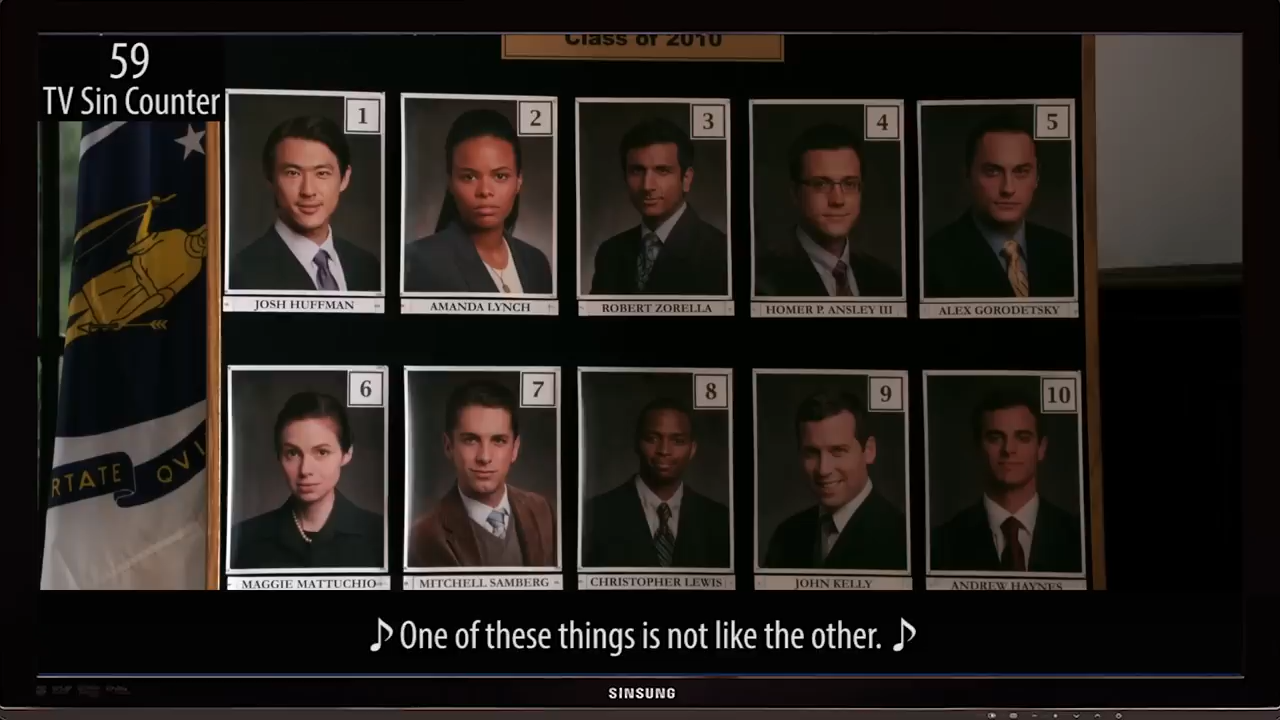 Class of 2010
59
TV Sin Counter
1
2
3
4
5
JOSH HUFFMAN
AMANDA LYNCH
ROBERT ZORELLA
HOMER P. ANSLEY III
ALEX GORODETSKY
6
7
8
9
10
RTATE QVI
MAGGIE MATTUCHIO
MITCHELL SAMBERG
CHRISTOPHER LEWIS
JOHN KELLY
ANDREW HAYNES
♪ One of these things is not like the other. ♪
SINSUNG